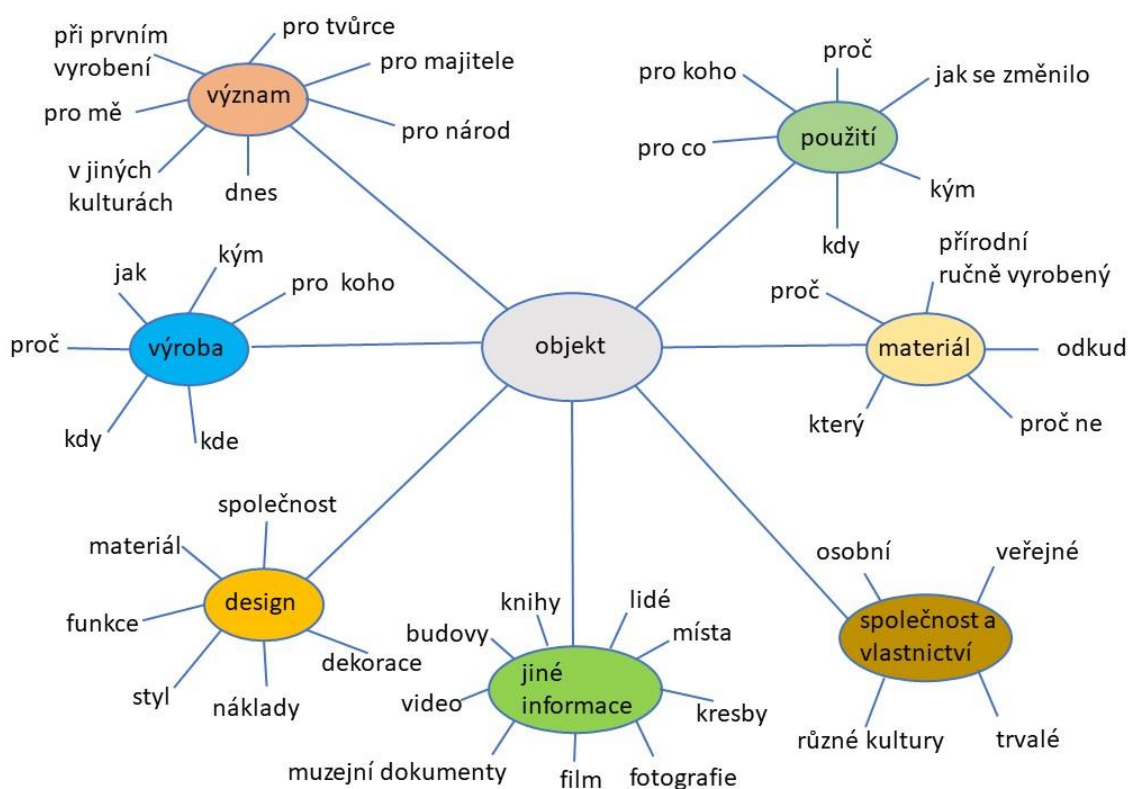 při prvním
vyrobení
pro tvůrce
pro majitele
pro mě
význam
pro národ
v jiných
kulturách
dnes
pro koho
proč
jak se změnilo
pro co
použití
kým
kdy
jak
kým
pro koho
proč
výroba
kdy
kde
objekt
přírodní
ručně vyrobený
proč
materiál
odkud
který
proč ne
společnost
materiál
funkce
design
dekorace
styl
náklady
knihy
lidé
budovy
místa
jiné
informace
video
kresby
muzejní dokumenty
film
fotografie
osobní
veřejné
společnost a
vlastnictví
různé kultury
trvalé